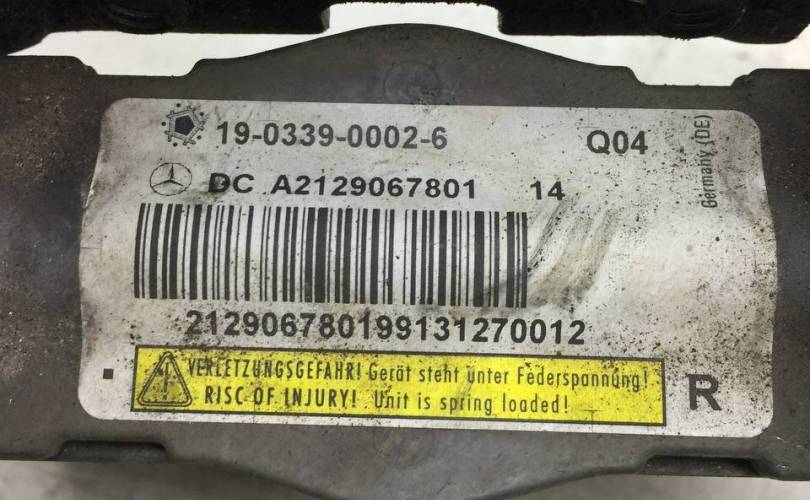 19-0339-0002-6 Q04
Germany (DE)
DC A2129067801 14
212906780199131270012
VERLETZUNGSGEFAHR! Gerät steht unter Federspannung!
RISC OF INJURY! Unit is spring loaded!
R